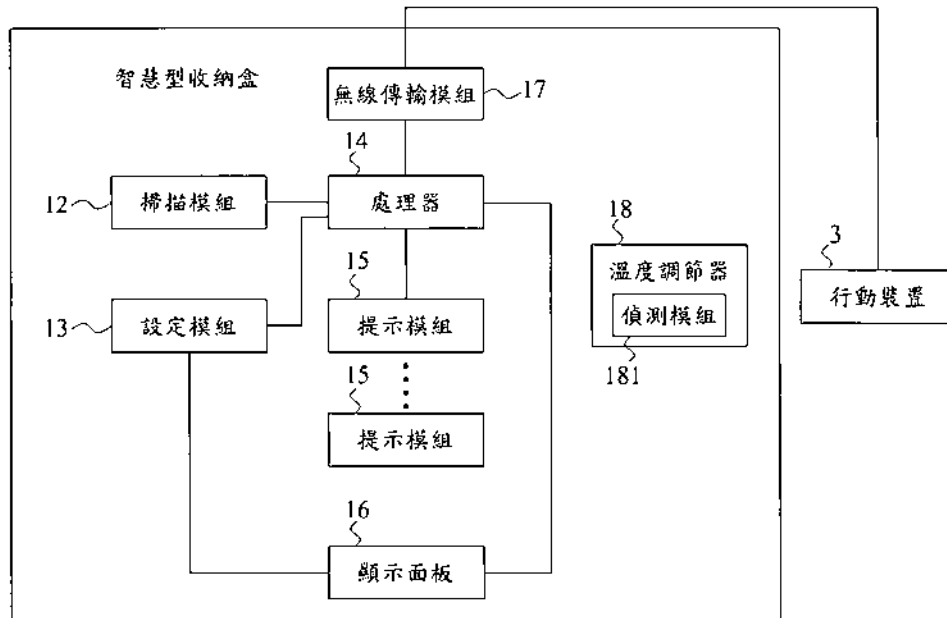 智慧型收納盒
無線傳輸模組
17
14
12
掃描模組
處理器
18
溫度調節器
偵測模組
181
3
行動裝置
15
13
設定模組
提示模組
15
提示模組
16
顯示面板